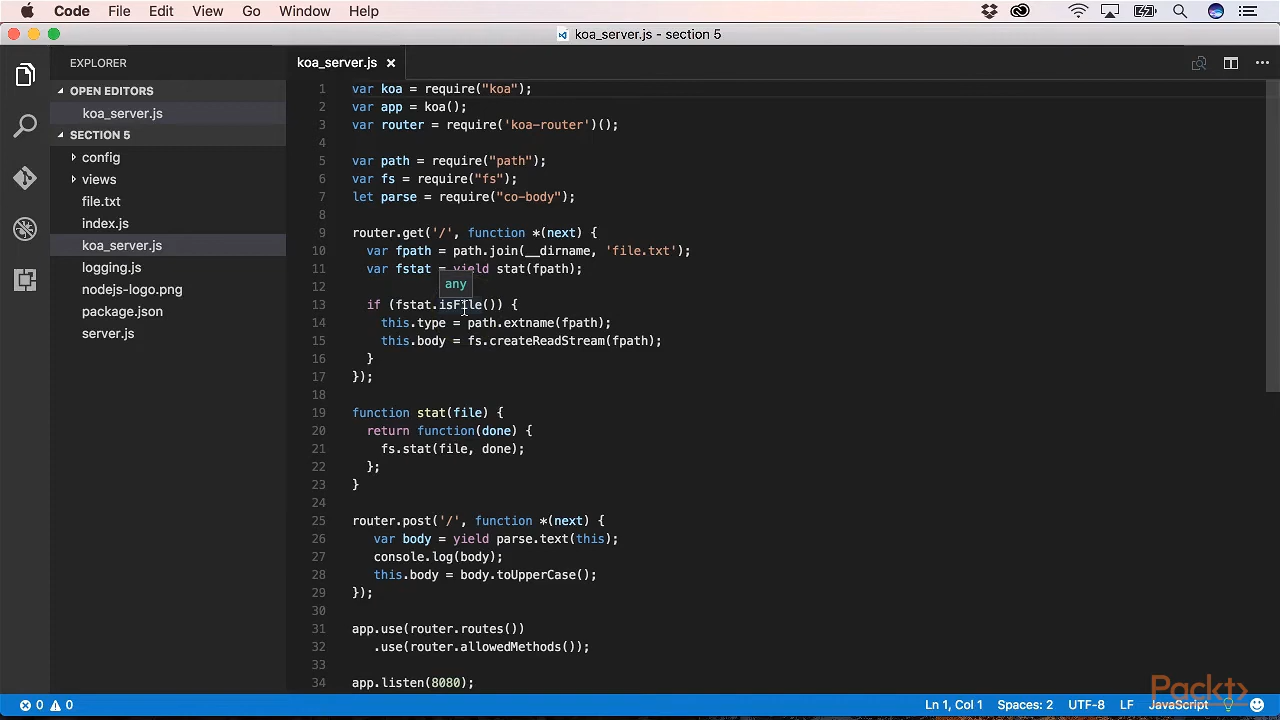 Code File Edit View Go Window Help
koa_server.js - section 5
EXPLORER
OPEN EDITORS
koa_server.js
SECTION 5
config
views
file.txt
index.js
koa_server.js
logging.js
nodejs-logo.png
package.json
server.js
koa_server.js
1 var koa = require("koa");
2 var app = koa();
3 var router = require('koa-router')();
4
5 var path = require("path");
6 var fs = require("fs");
7 let parse = require("co-body");
8
9 router.get('/', function *(next) {
10 var fpath = path.join(__dirname, 'file.txt');
11 var fstat = yield stat(fpath);
12
any
13 if (fstat.isFile()) {
14 this.type = path.extname(fpath);
15 this.body = fs.createReadStream(fpath);
16 }
17 });
18
19 function stat(file) {
20 return function(done) {
21 fs.stat(file, done);
22 };
23 }
24
25 router.post('/', function *(next) {
26 var body = yield parse.text(this);
27 console.log(body);
28 this.body = body.toUpperCase();
29 });
30
31 app.use(router.routes())
32 .use(router.allowedMethods());
33
34 app.listen(8080);
Packt>
0 0 Ln 1, Col 1 Spaces: 2 UTF-8 LF JavaScript